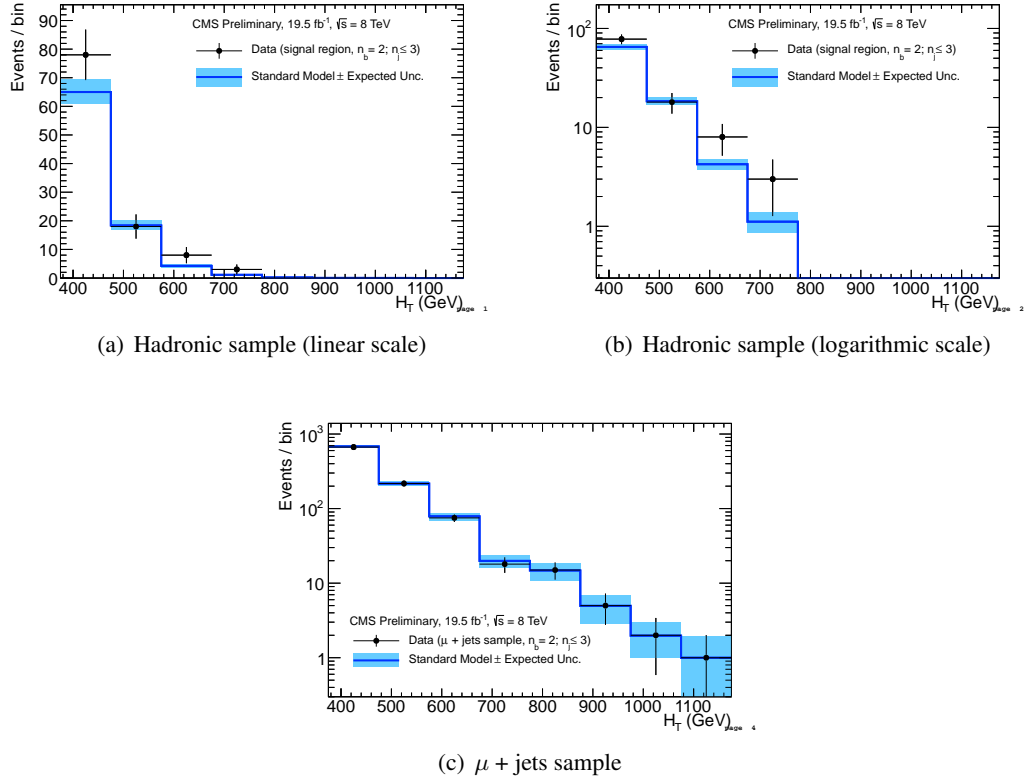 Events / bin
90
80
70
60
50
40
30
20
10
0
CMS Preliminary, 19.5 fb⁻¹, √s = 8 TeV
Data (signal region, n_b = 2; n_j ≤ 3)
Standard Model ± Expected Unc.
400 500 600 700 800 900 1000 1100
H_T (GeV)
page 1
(a) Hadronic sample (linear scale)
Events / bin
10²
10
1
CMS Preliminary, 19.5 fb⁻¹, √s = 8 TeV
Data (signal region, n_b = 2; n_j ≤ 3)
Standard Model ± Expected Unc.
400 500 600 700 800 900 1000 1100
H_T (GeV)
page 2
(b) Hadronic sample (logarithmic scale)
Events / bin
10³
10²
10
1
CMS Preliminary, 19.5 fb⁻¹, √s = 8 TeV
Data (μ + jets sample, n_b = 2; n_j ≤ 3)
Standard Model ± Expected Unc.
400 500 600 700 800 900 1000 1100
H_T (GeV)
page 4
(c) μ + jets sample